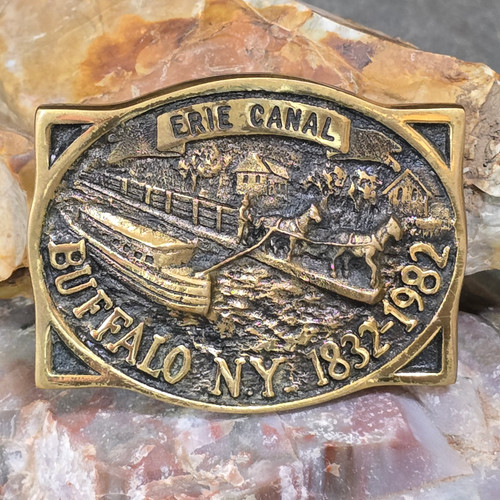 ERIE CANAL
BUFFALO N.Y. 1832-1982